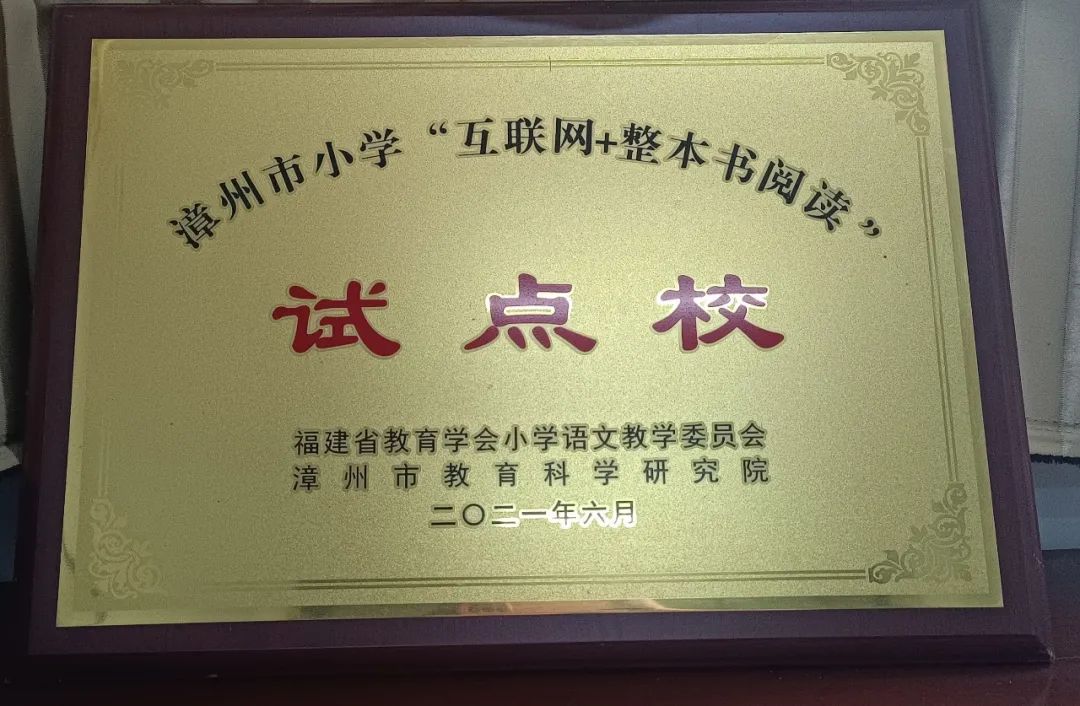 漳州市小学“互联网+整本书阅读”
试点校
福建省教育学会小学语文教学委员会
漳州市教育科学研究院
二〇二一年六月